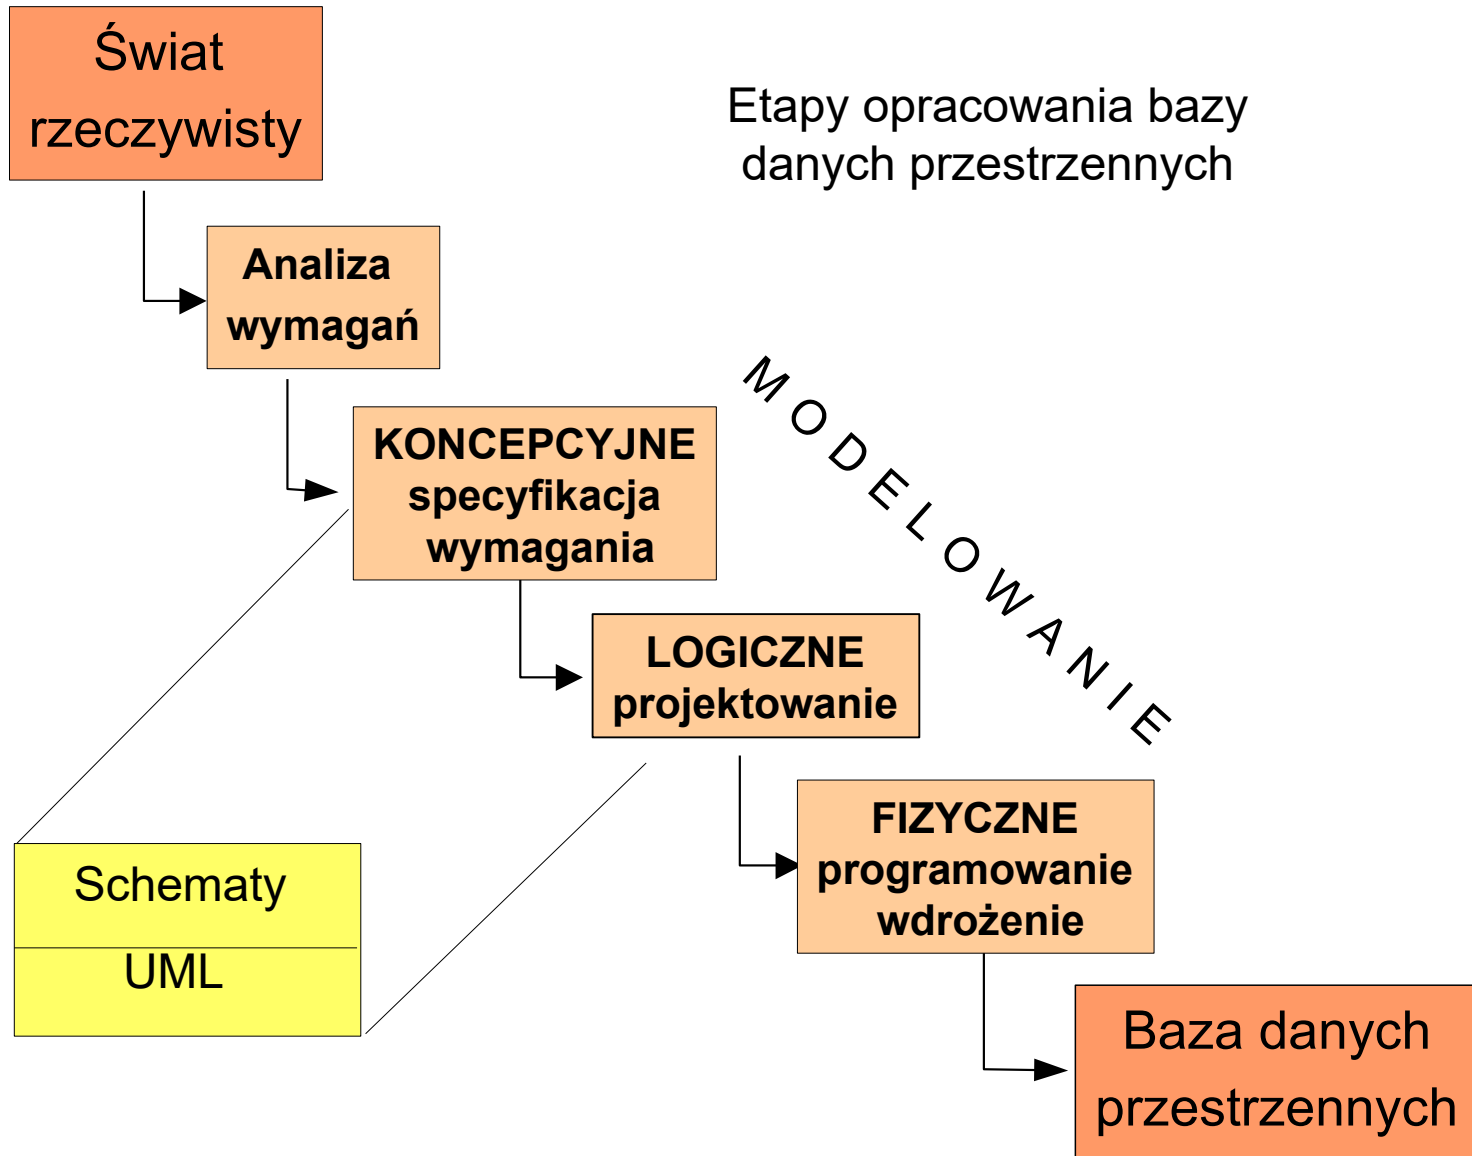 Świat
rzeczywisty
Etapy opracowania bazy
danych przestrzennych
Analiza
wymagań
KONCEPCYJNE
specyfikacja
wymagania
MODELOWANIE
LOGICZNE
projektowanie
FIZYCZNE
programowanie
wdrożenie
Schematy
UML
Baza danych
przestrzennych